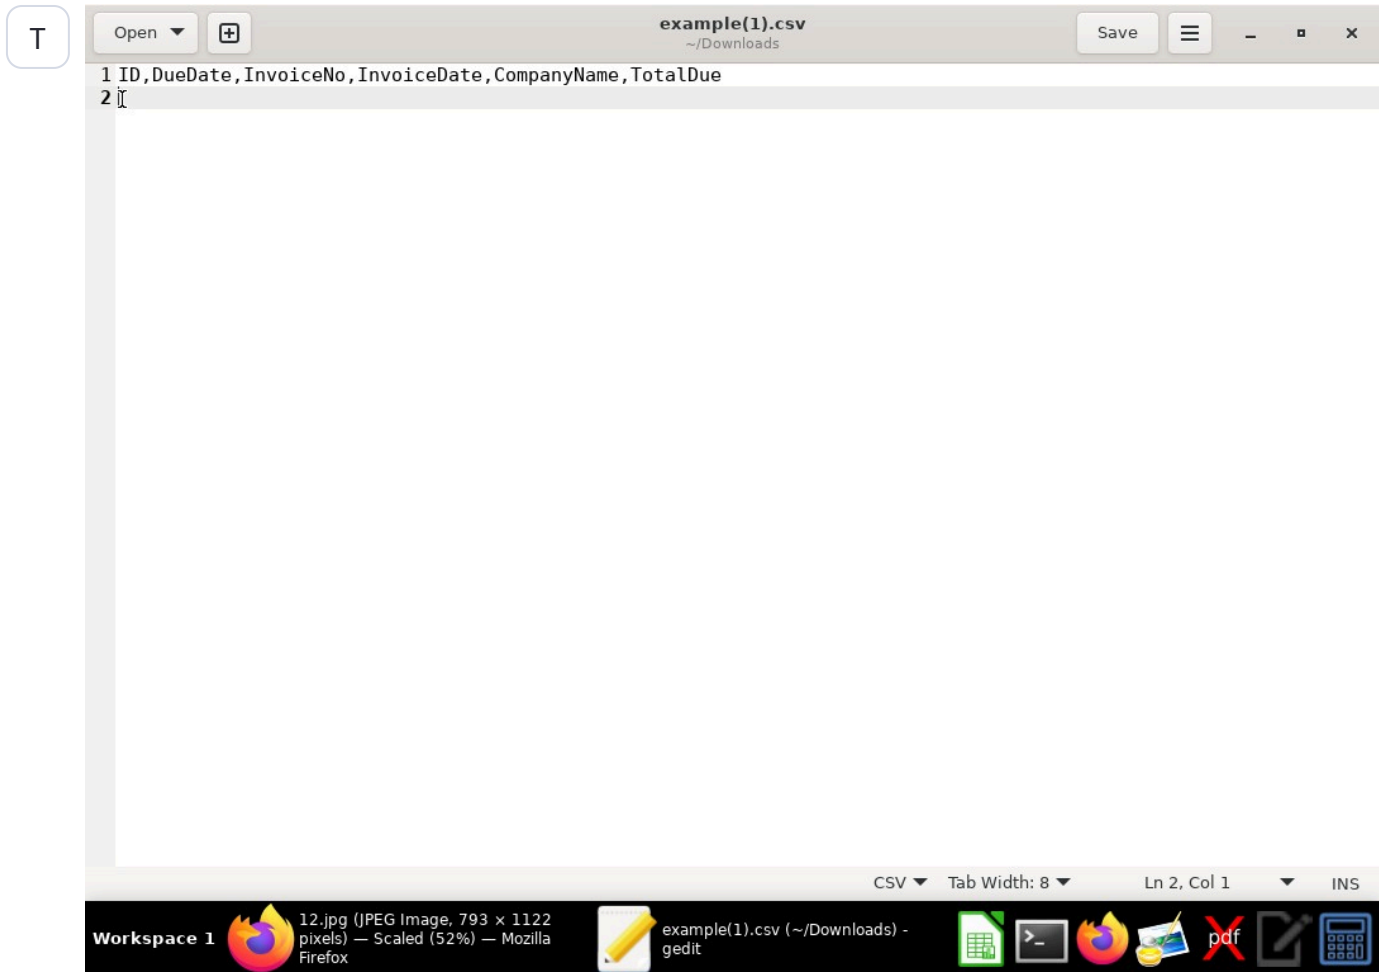 T
Open
example(1).csv
~/Downloads
Save
1 ID,DueDate,InvoiceNo,InvoiceDate,CompanyName,TotalDue
2
CSV
Tab Width: 8
Ln 2, Col 1
INS
Workspace 1
12.jpg (JPEG Image, 793 × 1122
pixels) — Scaled (52%) — Mozilla
Firefox
example(1).csv (~/Downloads) -
gedit
>_
pdf